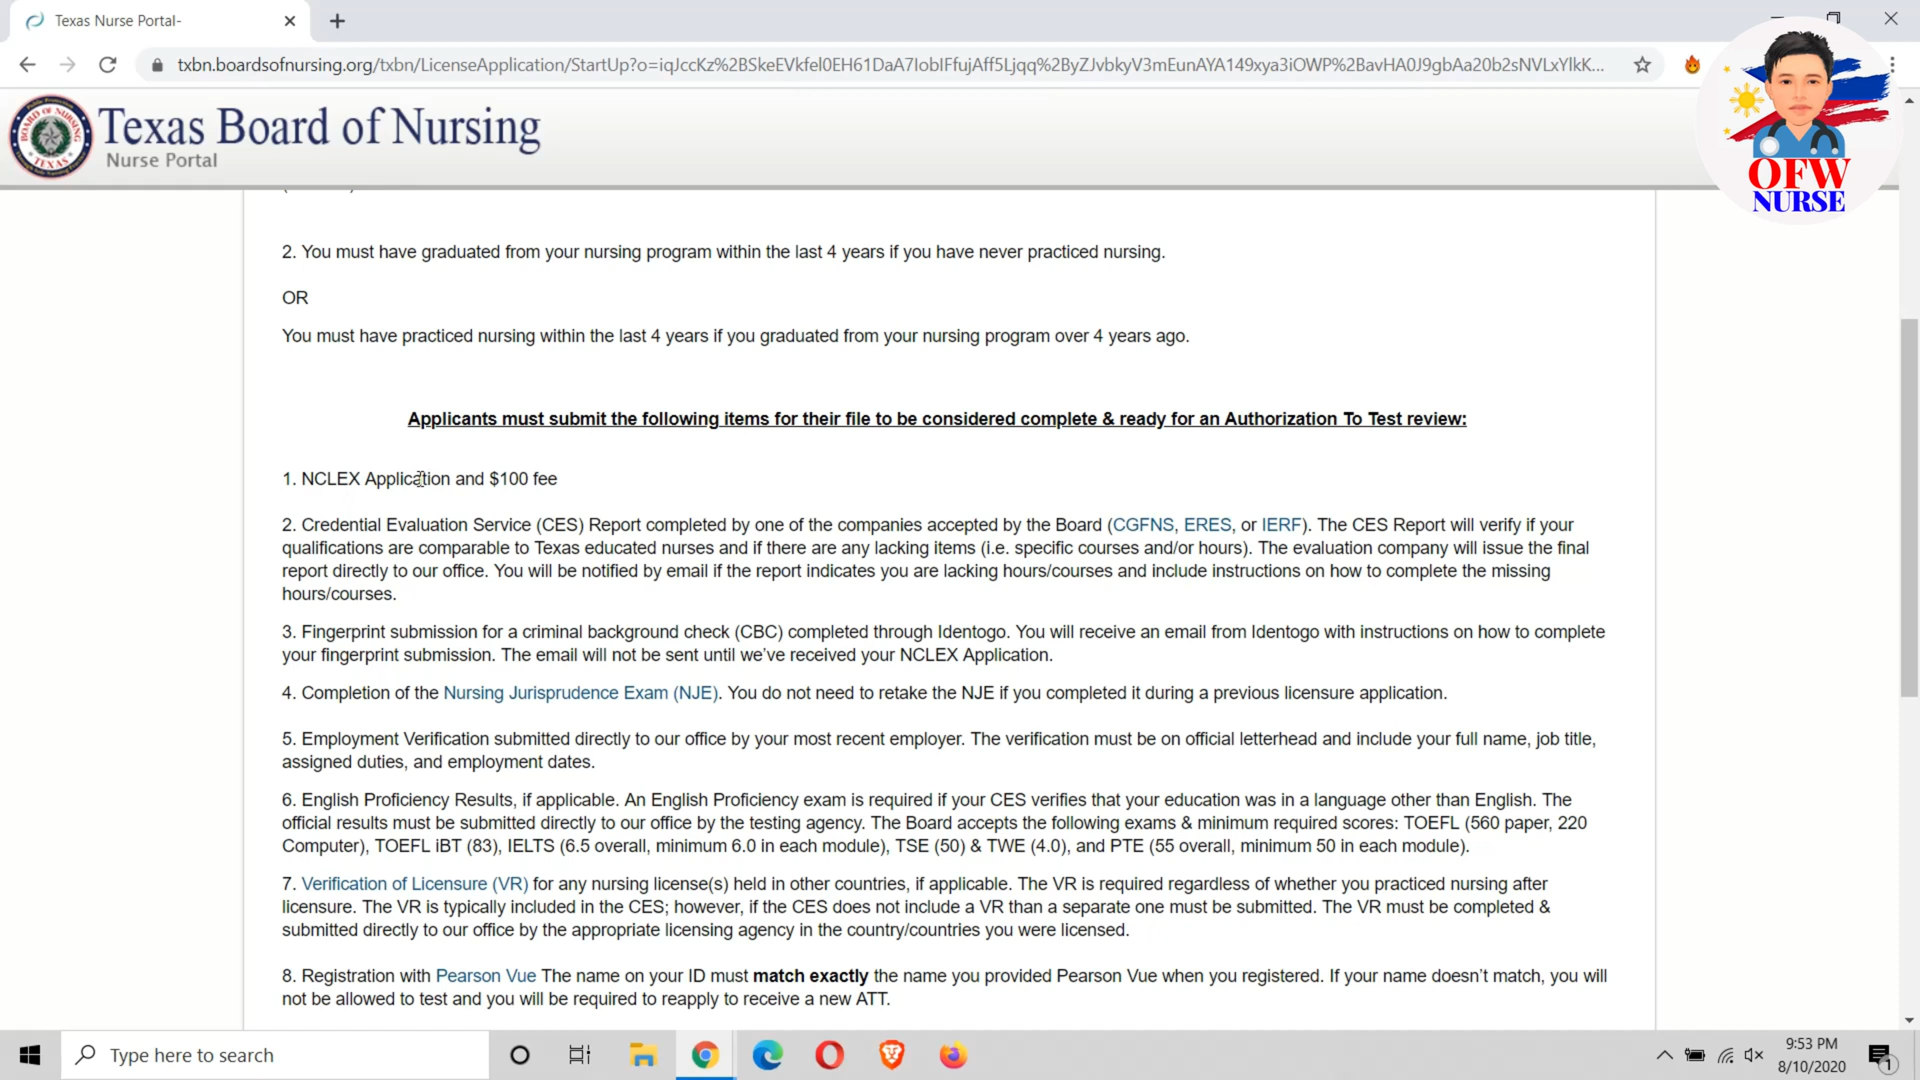 Texas Nurse Portal-
txbn.boardsofnursing.org/txbn/LicenseApplication/StartUp?o=iqJccKz%2BSkeEVkfel0EH61DaA7IobIFfujAff5Ljqq%2ByZJvbkyV3mEunAYA149xya3iOWP%2BavHA0J9gbAa20b2sNVLxYlkK...
Texas Board of Nursing
Nurse Portal
OFW
NURSE
2. You must have graduated from your nursing program within the last 4 years if you have never practiced nursing.
OR
You must have practiced nursing within the last 4 years if you graduated from your nursing program over 4 years ago.
Applicants must submit the following items for their file to be considered complete & ready for an Authorization To Test review:
1. NCLEX Application and $100 fee
2. Credential Evaluation Service (CES) Report completed by one of the companies accepted by the Board (CGFNS, ERES, or IERF). The CES Report will verify if your
qualifications are comparable to Texas educated nurses and if there are any lacking items (i.e. specific courses and/or hours). The evaluation company will issue the final
report directly to our office. You will be notified by email if the report indicates you are lacking hours/courses and include instructions on how to complete the missing
hours/courses.
3. Fingerprint submission for a criminal background check (CBC) completed through Identogo. You will receive an email from Identogo with instructions on how to complete
your fingerprint submission. The email will not be sent until we've received your NCLEX Application.
4. Completion of the Nursing Jurisprudence Exam (NJE). You do not need to retake the NJE if you completed it during a previous licensure application.
5. Employment Verification submitted directly to our office by your most recent employer. The verification must be on official letterhead and include your full name, job title,
assigned duties, and employment dates.
6. English Proficiency Results, if applicable. An English Proficiency exam is required if your CES verifies that your education was in a language other than English. The
official results must be submitted directly to our office by the testing agency. The Board accepts the following exams & minimum required scores: TOEFL (560 paper, 220
Computer), TOEFL iBT (83), IELTS (6.5 overall, minimum 6.0 in each module), TSE (50) & TWE (4.0), and PTE (55 overall, minimum 50 in each module).
7. Verification of Licensure (VR) for any nursing license(s) held in other countries, if applicable. The VR is required regardless of whether you practiced nursing after
licensure. The VR is typically included in the CES; however, if the CES does not include a VR than a separate one must be submitted. The VR must be completed &
submitted directly to our office by the appropriate licensing agency in the country/countries you were licensed.
8. Registration with Pearson Vue The name on your ID must match exactly the name you provided Pearson Vue when you registered. If your name doesn't match, you will
not be allowed to test and you will be required to reapply to receive a new ATT.
Type here to search
9:53 PM
8/10/2020
1